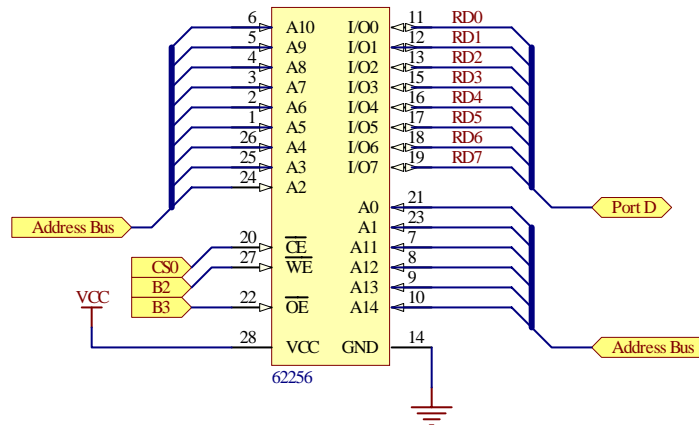 6 A10 I/O0 11 RD0
5 A9 I/O1 12 RD1
4 A8 I/O2 13 RD2
3 A7 I/O3 15 RD3
2 A6 I/O4 16 RD4
1 A5 I/O5 17 RD5
26 A4 I/O6 18 RD6
25 A3 I/O7 19 RD7
24 A2
A0 21 Port D
Address Bus A1 23
CS0 20 CE A11 7
B2 27 WE A12 8
A13 9
VCC B3 22 OE A14 10
28 VCC GND 14 Address Bus
62256